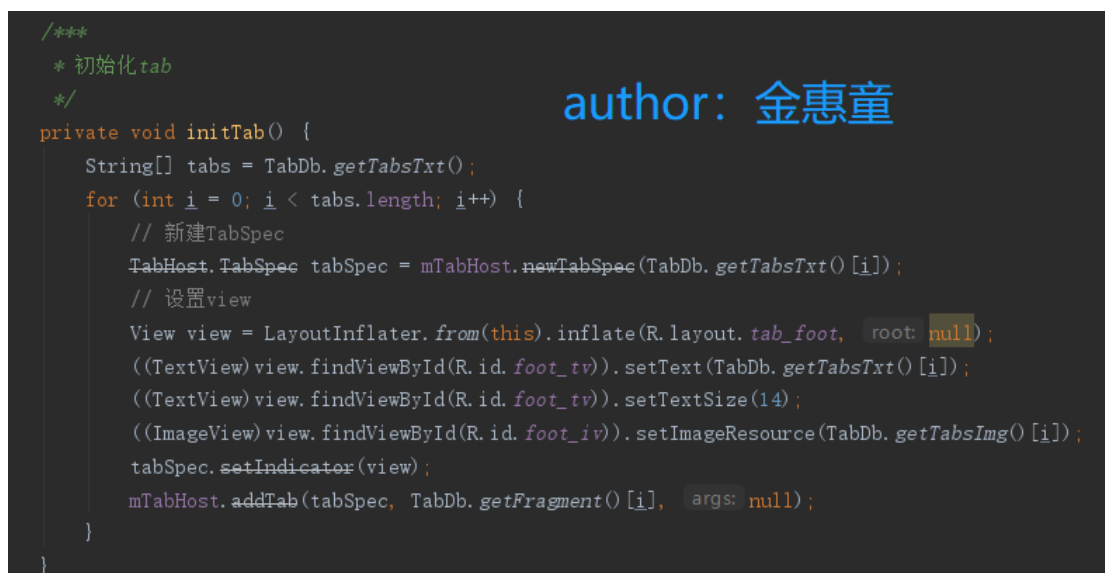 /***
* 初始化tab
*/
author：金惠童
private void initTab() {
String[] tabs = TabDb.getTabsTxt();
for (int i = 0; i < tabs.length; i++) {
// 新建TabSpec
TabHost.TabSpec tabSpec = mTabHost.newTabSpec(TabDb.getTabsTxt()[i]);
// 设置view
View view = LayoutInflater.from(this).inflate(R.layout.tab_foot, root: null);
((TextView)view.findViewById(R.id.foot_tv)).setText(TabDb.getTabsTxt()[i]);
((TextView)view.findViewById(R.id.foot_tv)).setTextSize(14);
((ImageView)view.findViewById(R.id.foot_iv)).setImageResource(TabDb.getTabsImg()[i]);
tabSpec.setIndicator(view);
mTabHost.addTab(tabSpec, TabDb.getFragment()[i], args: null);
}
}